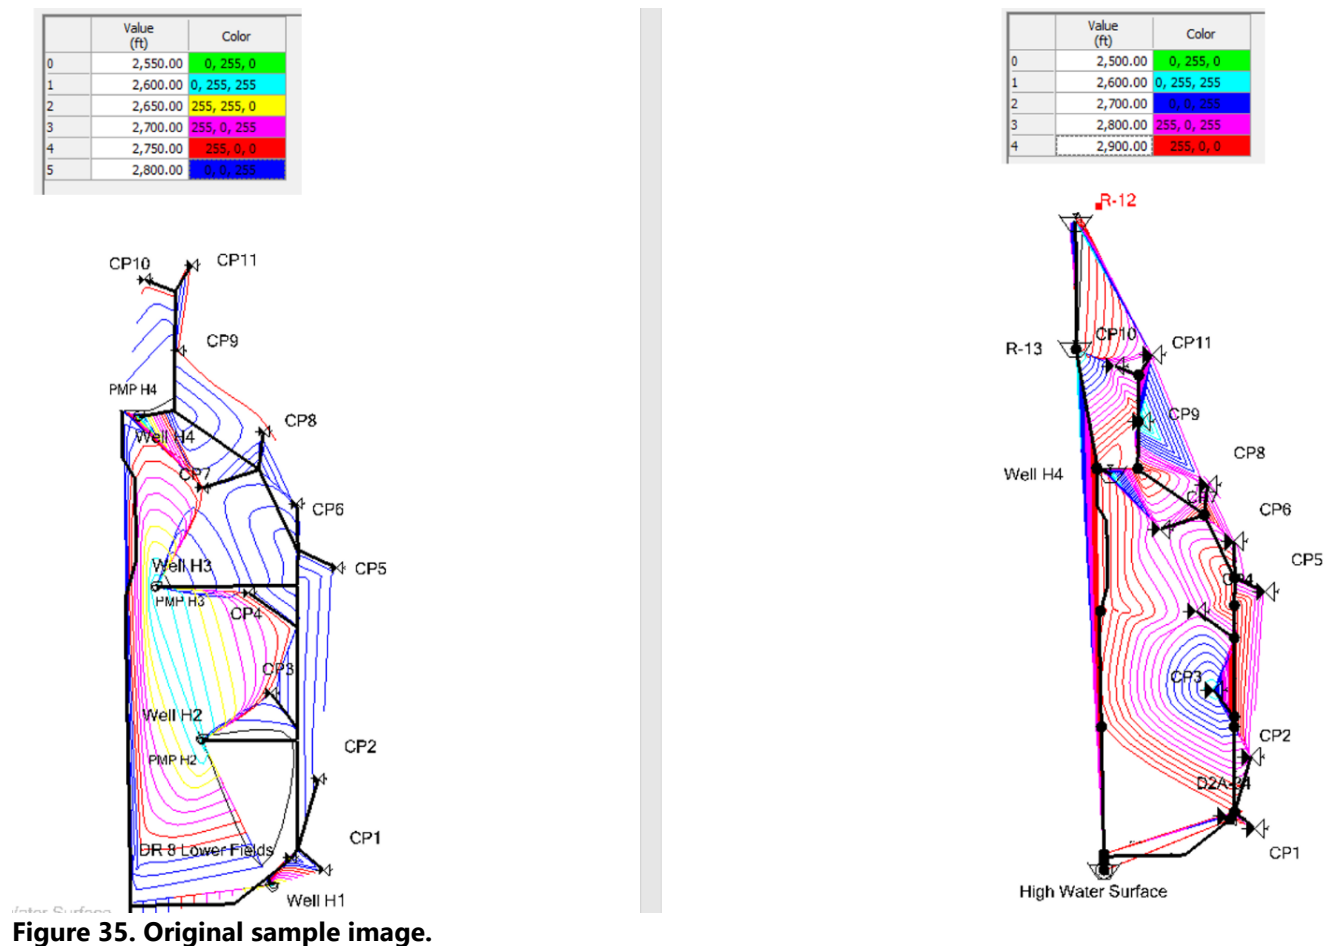 Value (ft) Color
0 2,550.00 0, 255, 0
1 2,600.00 0, 255, 255
2 2,650.00 255, 255, 0
3 2,700.00 255, 0, 255
4 2,750.00 255, 0, 0
5 2,800.00 0, 0, 255
CP10
CP11
CP9
PMP H4
CP8
Well H4
CP7
CP6
Well H3
CP5
PMP H3
CP4
CP3
Well H2
CP2
PMP H2
CP1
DR 8 Lower Fields
Well H1
Value (ft) Color
0 2,500.00 0, 255, 0
1 2,600.00 0, 255, 255
2 2,700.00 0, 0, 255
3 2,800.00 255, 0, 255
4 2,900.00 255, 0, 0
R-12
CP10
R-13
CP11
CP9
CP8
Well H4
CP7
CP6
CP5
CP4
CP3
CP2
CP1
High Water Surface
Figure 35. Original sample image.